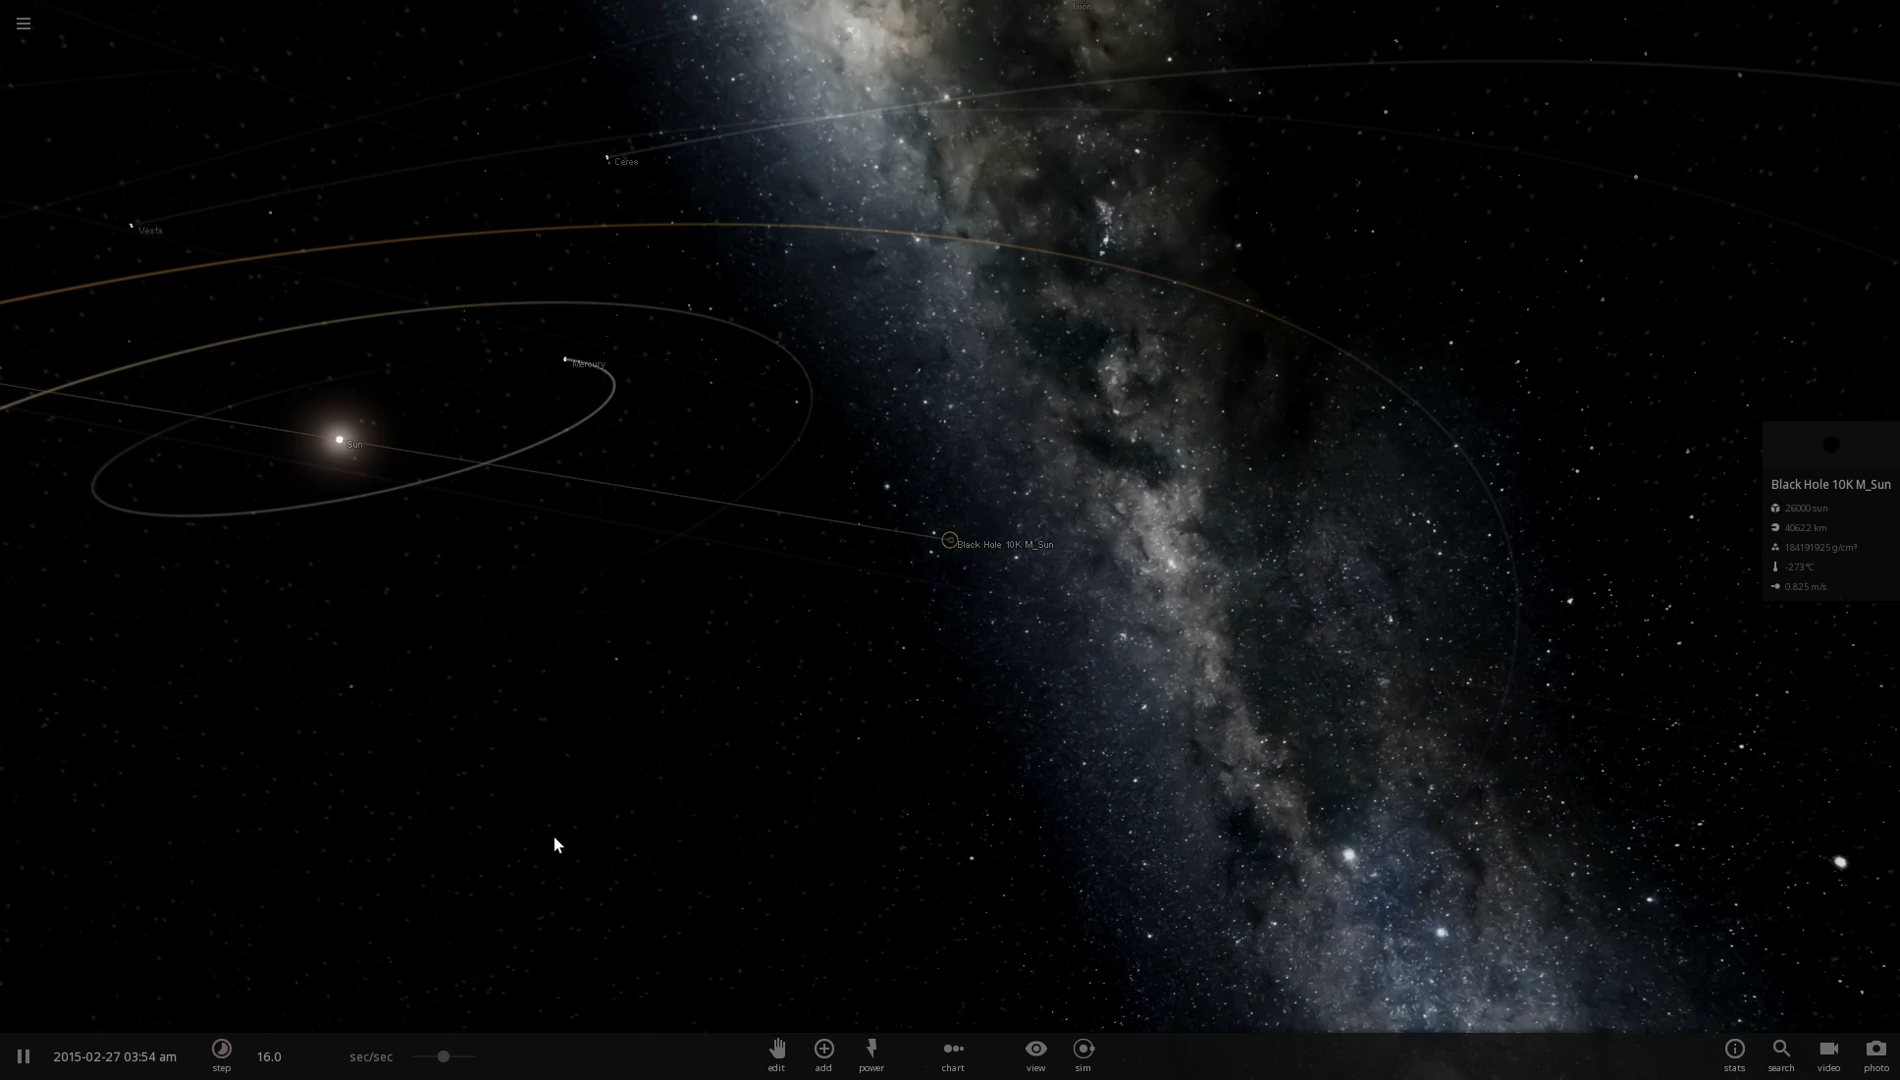 Ixion
Ceres
Vesta
Mercury
Sun
Black Hole 10K M_Sun
Black Hole 10K M_Sun
26000 sun
40622 km
184191925 g/cm³
-273 °C
0.825 m/s
2015-02-27 03:54 am
step
16.0
sec/sec
edit
add
power
chart
view
sim
stats
search
video
photo